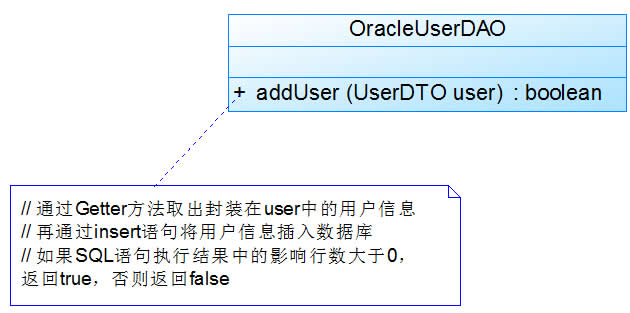 OracleUserDAO
+ addUser (UserDTO user) : boolean
// 通过Getter方法取出封装在user中的用户信息
// 再通过insert语句将用户信息插入数据库
// 如果SQL语句执行结果中的影响行数大于0，
返回true，否则返回false